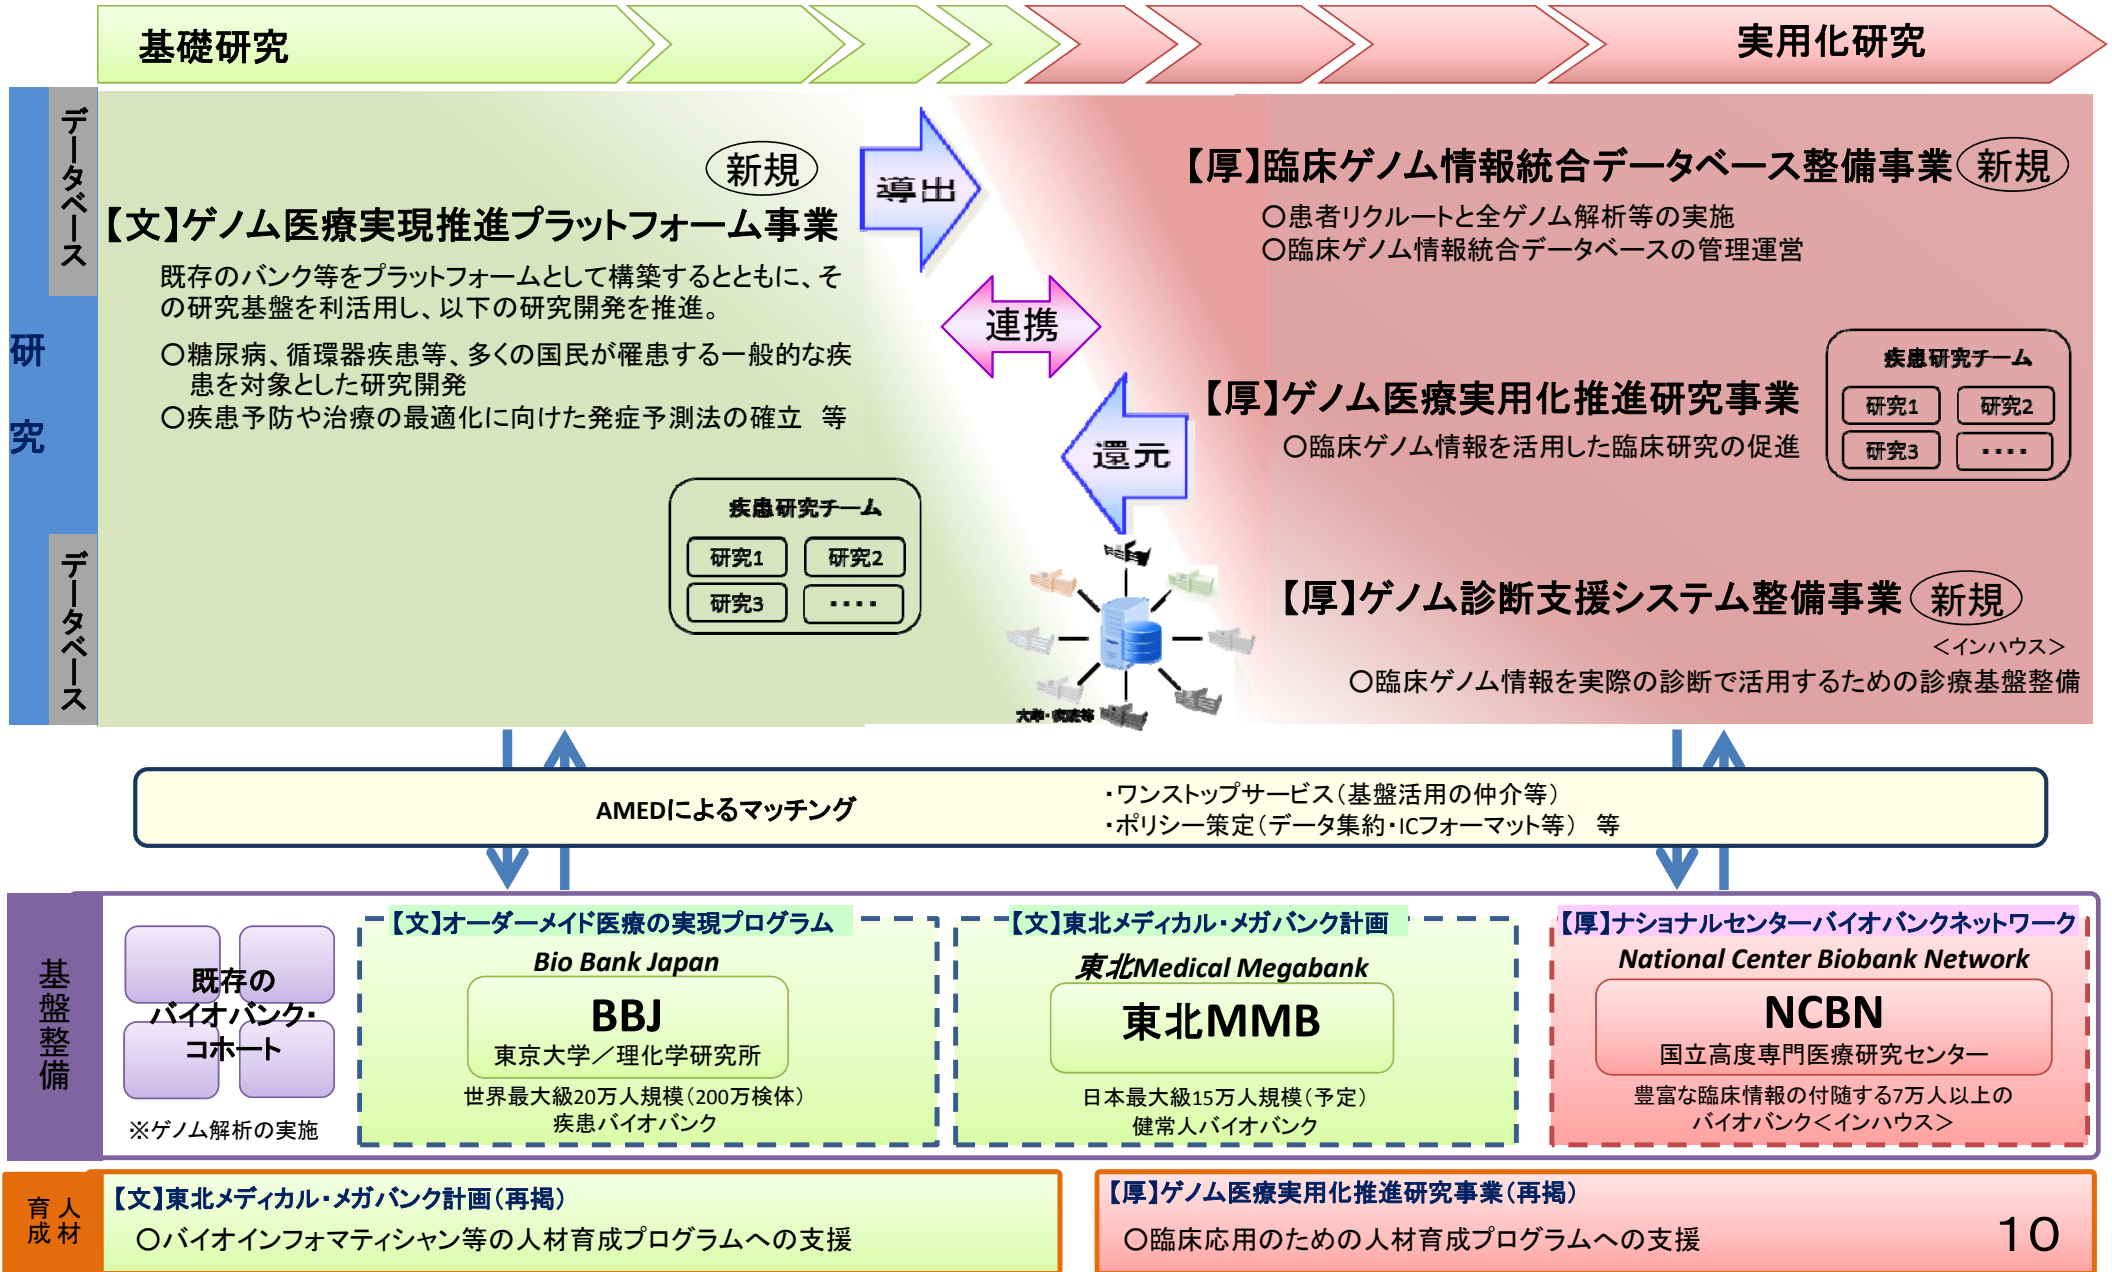 基礎研究
実用化研究
研究
データベース
データベース
新規
【文】ゲノム医療実現推進プラットフォーム事業
既存のバンク等をプラットフォームとして構築するとともに、そ
の研究基盤を利活用し、以下の研究開発を推進。
○糖尿病、循環器疾患等、多くの国民が罹患する一般的な疾
患を対象とした研究開発
○疾患予防や治療の最適化に向けた発症予測法の確立　等
疾患研究チーム
研究1
研究2
研究3
‥‥
導出
連携
還元
大学・病院等
【厚】臨床ゲノム情報統合データベース整備事業
新規
○患者リクルートと全ゲノム解析等の実施
○臨床ゲノム情報統合データベースの管理運営
【厚】ゲノム医療実用化推進研究事業
○臨床ゲノム情報を活用した臨床研究の促進
疾患研究チーム
研究1
研究2
研究3
‥‥
【厚】ゲノム診断支援システム整備事業
新規
＜インハウス＞
○臨床ゲノム情報を実際の診断で活用するための診療基盤整備
AMEDによるマッチング
・ワンストップサービス（基盤活用の仲介等）
・ポリシー策定（データ集約・ICフォーマット等）　等
基盤整備
既存の
バイオバンク・
コホート
※ゲノム解析の実施
【文】オーダーメイド医療の実現プログラム
Bio Bank Japan
BBJ
東京大学／理化学研究所
世界最大級20万人規模（200万検体）
疾患バイオバンク
【文】東北メディカル・メガバンク計画
東北Medical Megabank
東北MMB
日本最大級15万人規模（予定）
健常人バイオバンク
【厚】ナショナルセンターバイオバンクネットワーク
National Center Biobank Network
NCBN
国立高度専門医療研究センター
豊富な臨床情報の付随する7万人以上の
バイオバンク＜インハウス＞
人材
育成
【文】東北メディカル・メガバンク計画（再掲）
○バイオインフォマティシャン等の人材育成プログラムへの支援
【厚】ゲノム医療実用化推進研究事業（再掲）
○臨床応用のための人材育成プログラムへの支援
10